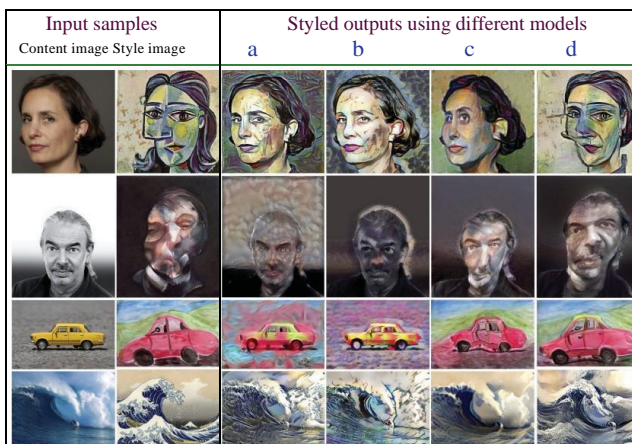 Input samples
Styled outputs using different models
Content image Style image
a b c d